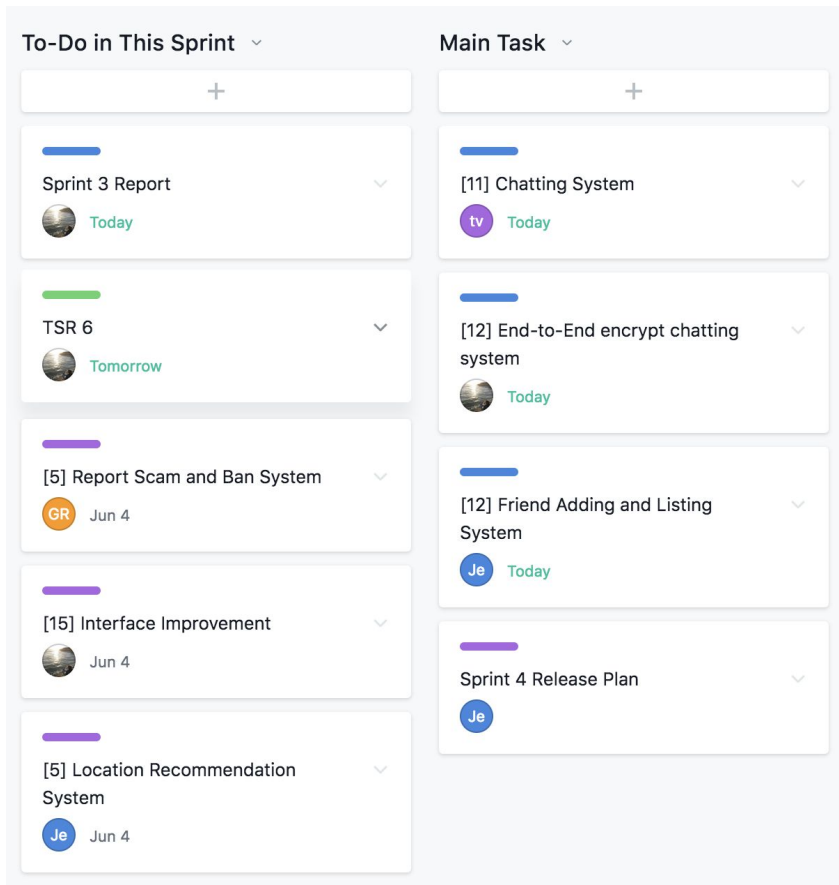 To-Do in This Sprint
+
Sprint 3 Report
Today
TSR 6
Tomorrow
[5] Report Scam and Ban System
GR
Jun 4
[15] Interface Improvement
Jun 4
[5] Location Recommendation
System
Je
Jun 4
Main Task
+
[11] Chatting System
tv
Today
[12] End-to-End encrypt chatting
system
Today
[12] Friend Adding and Listing
System
Je
Today
Sprint 4 Release Plan
Je